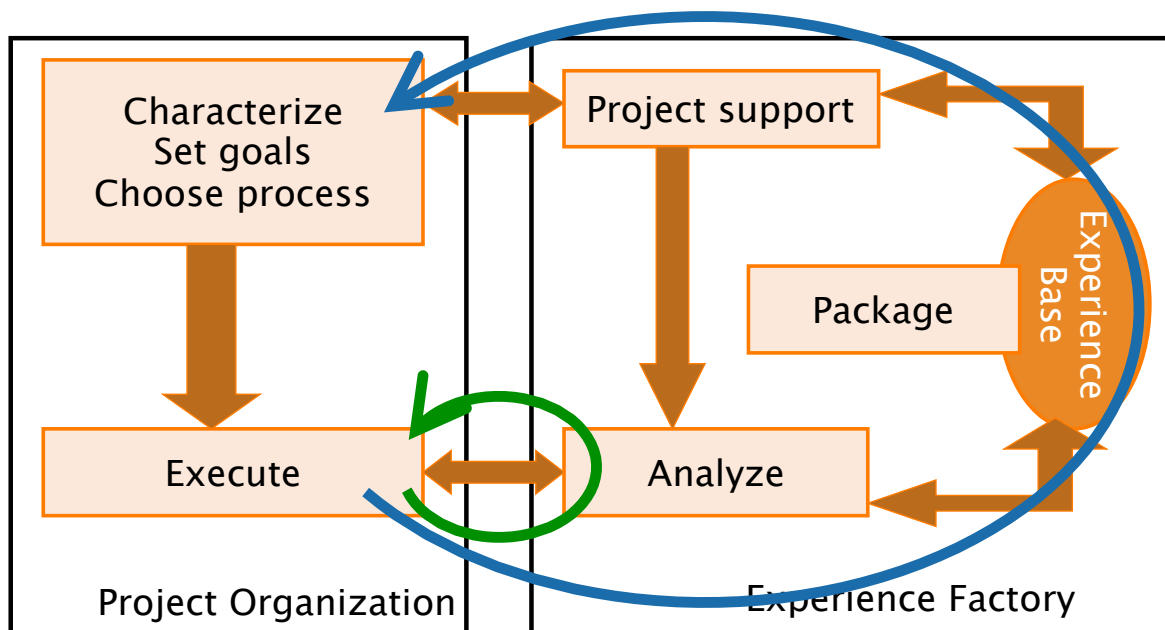 Characterize
Set goals
Choose process
Project support
Experience
Base
Package
Execute
Analyze
Project Organization
Experience Factory